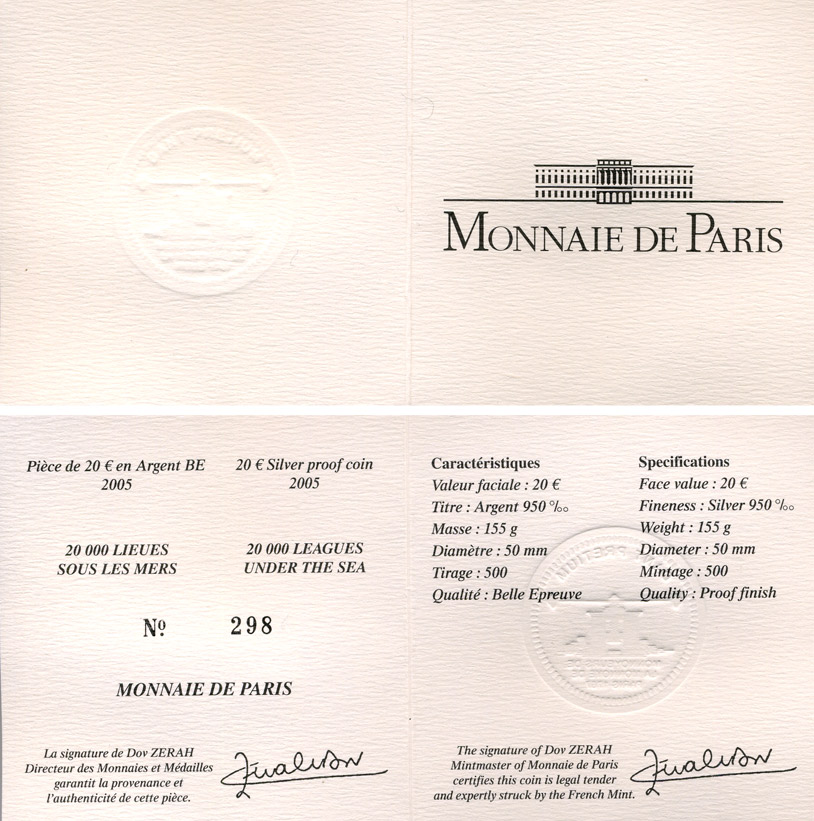 MONNAIE DE PARIS
Pièce de 20 € en Argent BE
2005
20 € Silver proof coin
2005
20 000 LIEUES
SOUS LES MERS
20 000 LEAGUES
UNDER THE SEA
Nº 298
MONNAIE DE PARIS
La signature de Dov ZERAH
Directeur des Monnaies et Médailles
garantit la provenance et
l'authenticité de cette pièce.
Caractéristiques
Valeur faciale : 20 €
Titre : Argent 950 ‰
Masse : 155 g
Diamètre : 50 mm
Tirage : 500
Qualité : Belle Epreuve
Specifications
Face value : 20 €
Fineness : Silver 950 ‰
Weight : 155 g
Diameter : 50 mm
Mintage : 500
Quality : Proof finish
The signature of Dov ZERAH
Mintmaster of Monnaie de Paris
certifies this coin is legal tender
and expertly struck by the French Mint.